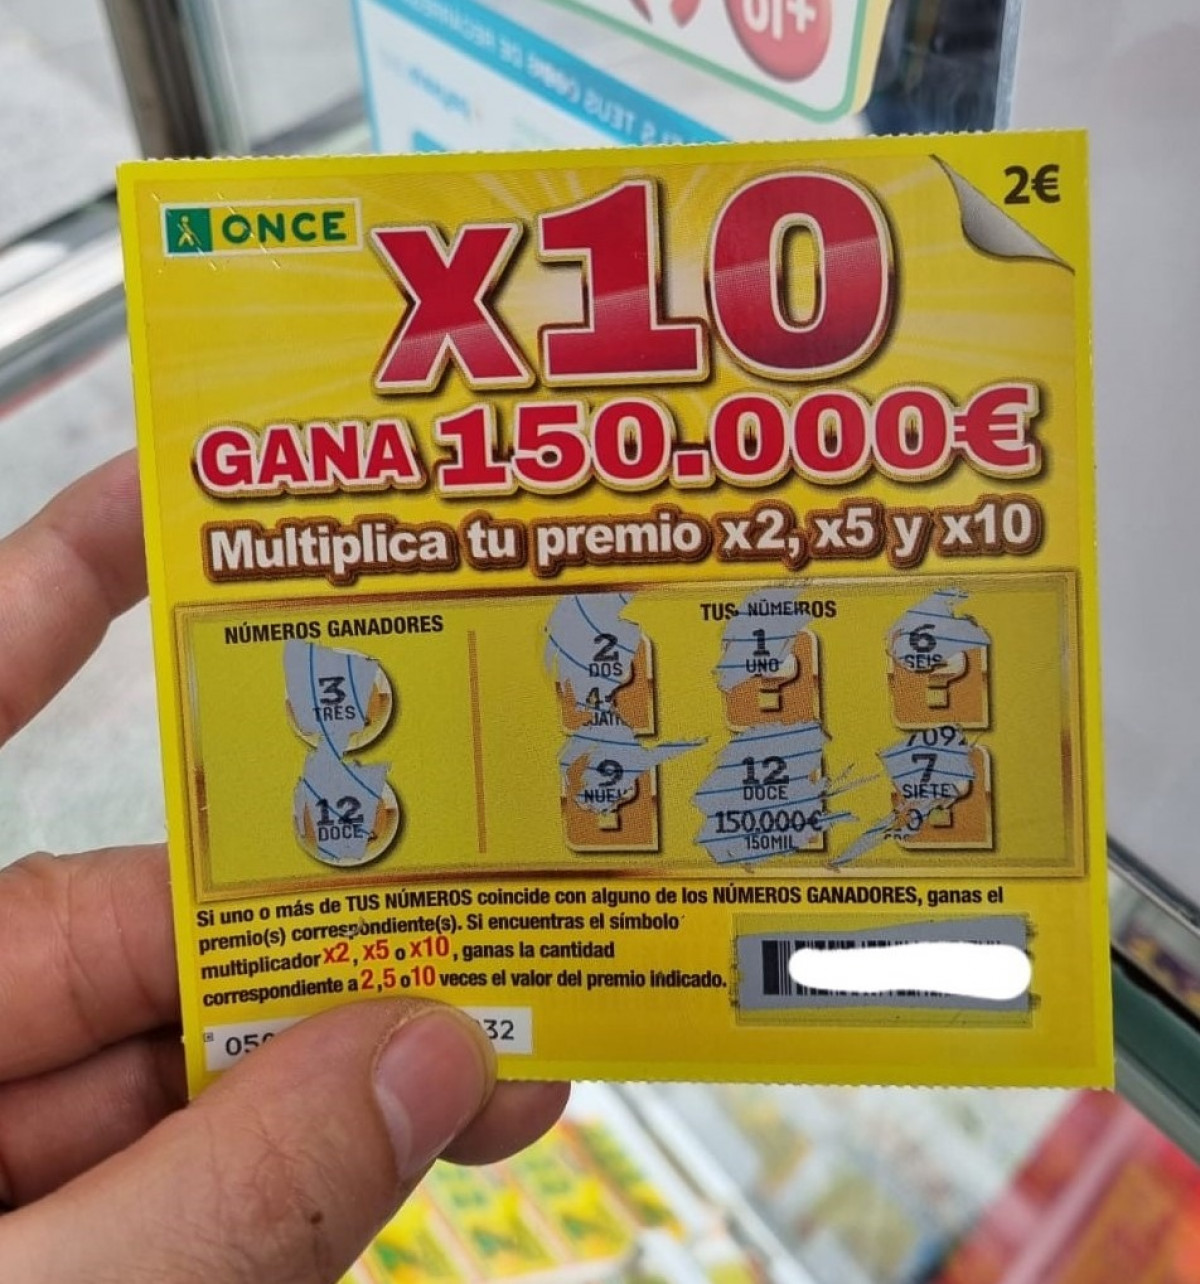 2€
ONCE
x10
GANA 150.000€
Multiplica tu premio x2, x5 y x10
NÚMEROS GANADORES
TUS NÚMEROS
3
TRES
12
DOCE
2
DOS
1
UNO
6
SEIS
9
NUEV
12
DOCE
150.000€
150MIL
7
SIETE
Si uno o más de TUS NÚMEROS coincide con alguno de los NÚMEROS GANADORES, ganas el
premio(s) correspondiente(s). Si encuentras el símbolo
multiplicador x2, x5 o x10, ganas la cantidad
correspondiente a 2,5 o 10 veces el valor del premio indicado.
05
32